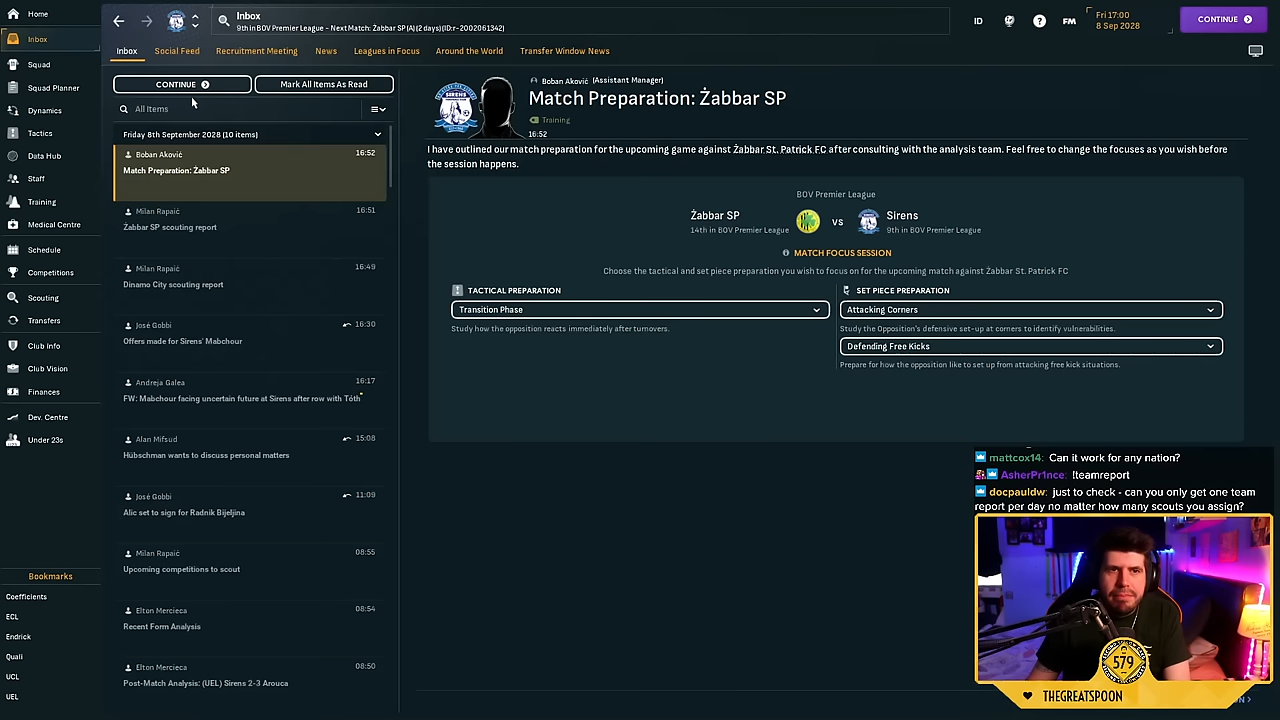 Home
Inbox
Squad
Squad Planner
Dynamics
Tactics
Data Hub
Staff
Training
Medical Centre
Schedule
Competitions
Scouting
Transfers
Club Info
Club Vision
Finances
Dev. Centre
Under 23s
Bookmarks
Coefficients
ECL
Endrick
Quali
UCL
UEL
Inbox
9th in BOV Premier League - Next Match: Żabbar SP (A) (2 days) (ID:r-2002061342)
ID
FM
Fri 17:00
8 Sep 2028
CONTINUE
Inbox
Social Feed
Recruitment Meeting
News
Leagues in Focus
Around the World
Transfer Window News
CONTINUE
Mark All Items As Read
All Items
Friday 8th September 2028 (10 items)
Boban Aković 16:52
Match Preparation: Żabbar SP
Milan Rapaić 16:51
Żabbar SP scouting report
Milan Rapaić 16:49
Dinamo City scouting report
José Gobbi 16:30
Offers made for Sirens' Mabchour
Andreja Galea 16:17
FW: Mabchour facing uncertain future at Sirens after row with Tóth
Alan Mifsud 15:08
Hübschman wants to discuss personal matters
José Gobbi 11:09
Alic set to sign for Radnik Bijeljina
Milan Rapaić 08:55
Upcoming competitions to scout
Elton Mercieca 08:54
Recent Form Analysis
Elton Mercieca 08:50
Post-Match Analysis: (UEL) Sirens 2-3 Arouca
SIRENS
Boban Aković (Assistant Manager)
Match Preparation: Żabbar SP
Training
16:52
I have outlined our match preparation for the upcoming game against Żabbar St. Patrick FC after consulting with the analysis team. Feel free to change the focuses as you wish before
the session happens.
BOV Premier League
Żabbar SP
14th in BOV Premier League
VS
Sirens
9th in BOV Premier League
MATCH FOCUS SESSION
Choose the tactical and set piece preparation you wish to focus on for the upcoming match against Żabbar St. Patrick FC
TACTICAL PREPARATION
Transition Phase
Study how the opposition reacts immediately after turnovers.
SET PIECE PREPARATION
Attacking Corners
Study the Opposition's defensive set-up at corners to identify vulnerabilities.
Defending Free Kicks
Prepare for how the opposition like to set up from attacking free kick situations.
mattcox14: Can it work for any nation?
AsherPr1nce: !teamreport
docpauldw: just to check - can you only get one team
report per day no matter how many scouts you assign?
579
THEGREATSPOON